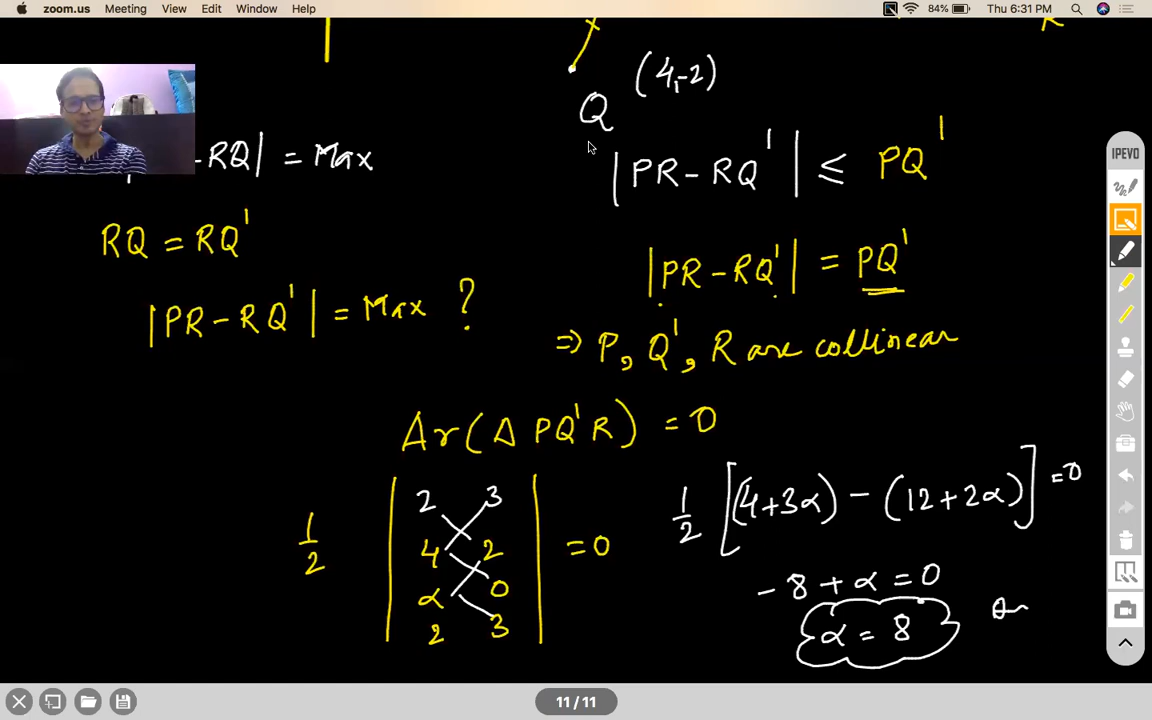 zoom.us Meeting View Edit Window Help
84% Thu 6:31 PM
Q (4,-2)
-RQ| = Max
|PR-RQ'| ⩽ PQ'
RQ = RQ'
|PR-RQ'| = PQ'
|PR-RQ'| = Max ?
⇒ P, Q', R are collinear
Ar(Δ PQ'R) = 0
1/2 | 2 3
4 2
α 0
2 3 | = 0
1/2 [(4+3α) - (12+2α)] = 0
-8 + α = 0
α = 8
IPEVO
11/11